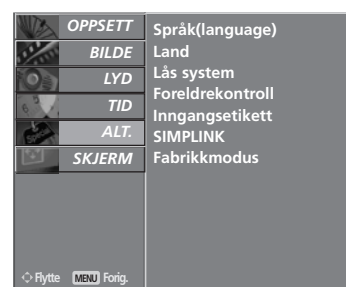 OPPSETT
BILDE
LYD
TID
ALT.
SKJERM
Språk(language)
Land
Lås system
Foreldrekontroll
Inngangsetikett
SIMPLINK
Fabrikkmodus
Flytte MENU Forig.